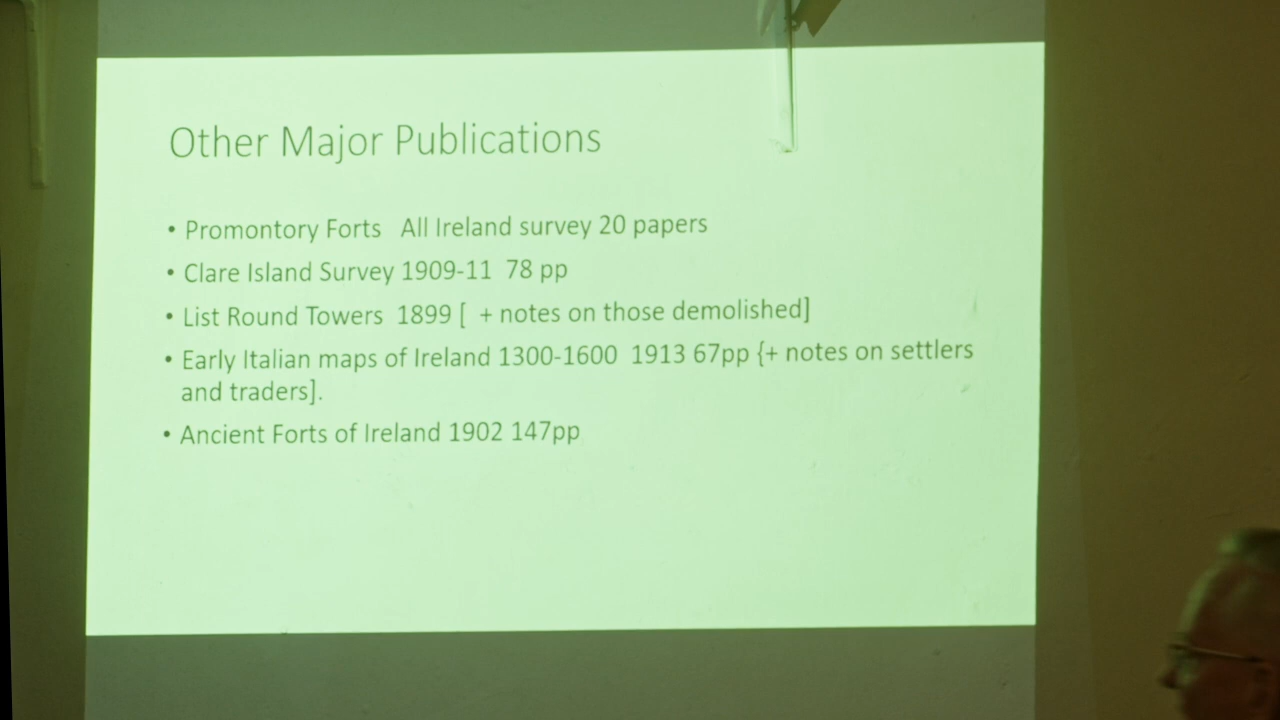 Other Major Publications
• Promontory Forts All Ireland survey 20 papers
• Clare Island Survey 1909-11 78 pp
• List Round Towers 1899 [ + notes on those demolished]
• Early Italian maps of Ireland 1300-1600 1913 67pp {+ notes on settlers
and traders].
• Ancient Forts of Ireland 1902 147pp